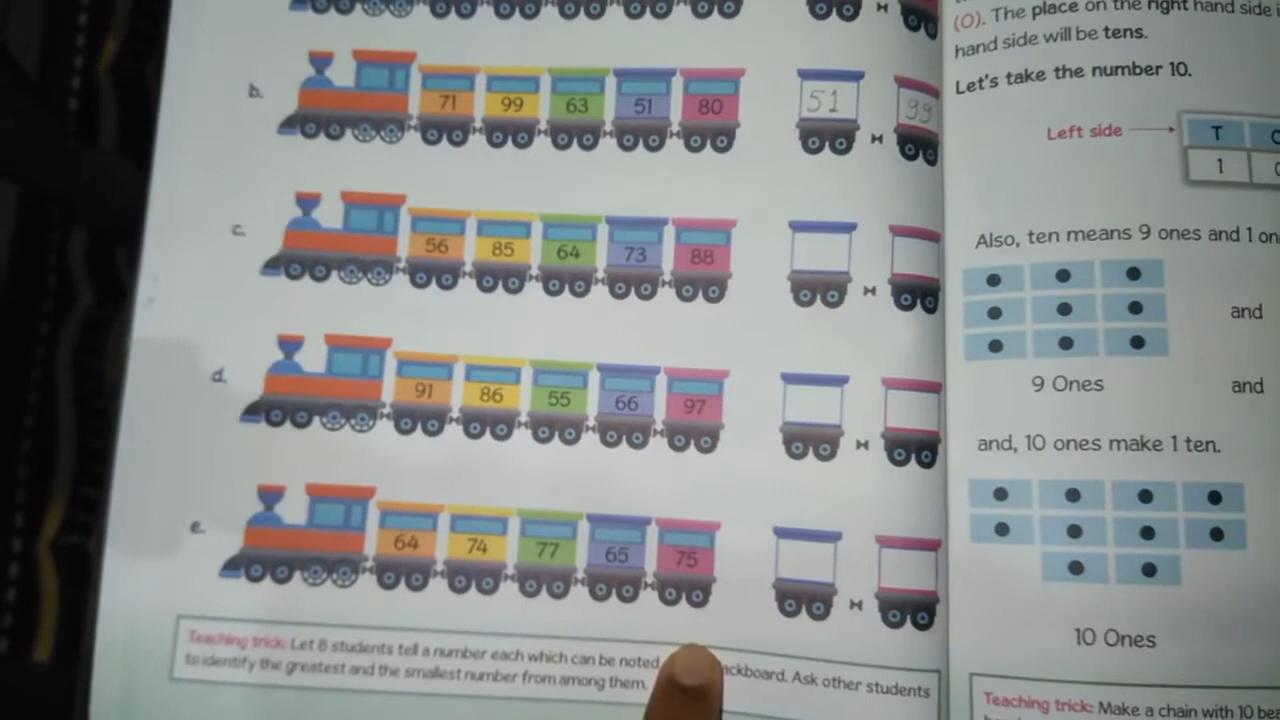 b. 71 99 63 51 80 51 99
c. 56 85 64 73 88
d. 91 86 55 66 97
e. 64 74 77 65 75
Teaching trick: Let 8 students tell a number each which can be noted ackboard. Ask other students
to identify the greatest and the smallest number from among them.
(O). The place on the right hand side
hand side will be tens.
Let's take the number 10.
Left side T
1
Also, ten means 9 ones and 1 on
and
9 Ones and
and, 10 ones make 1 ten.
10 Ones
Teaching trick: Make a chain with 10 bea